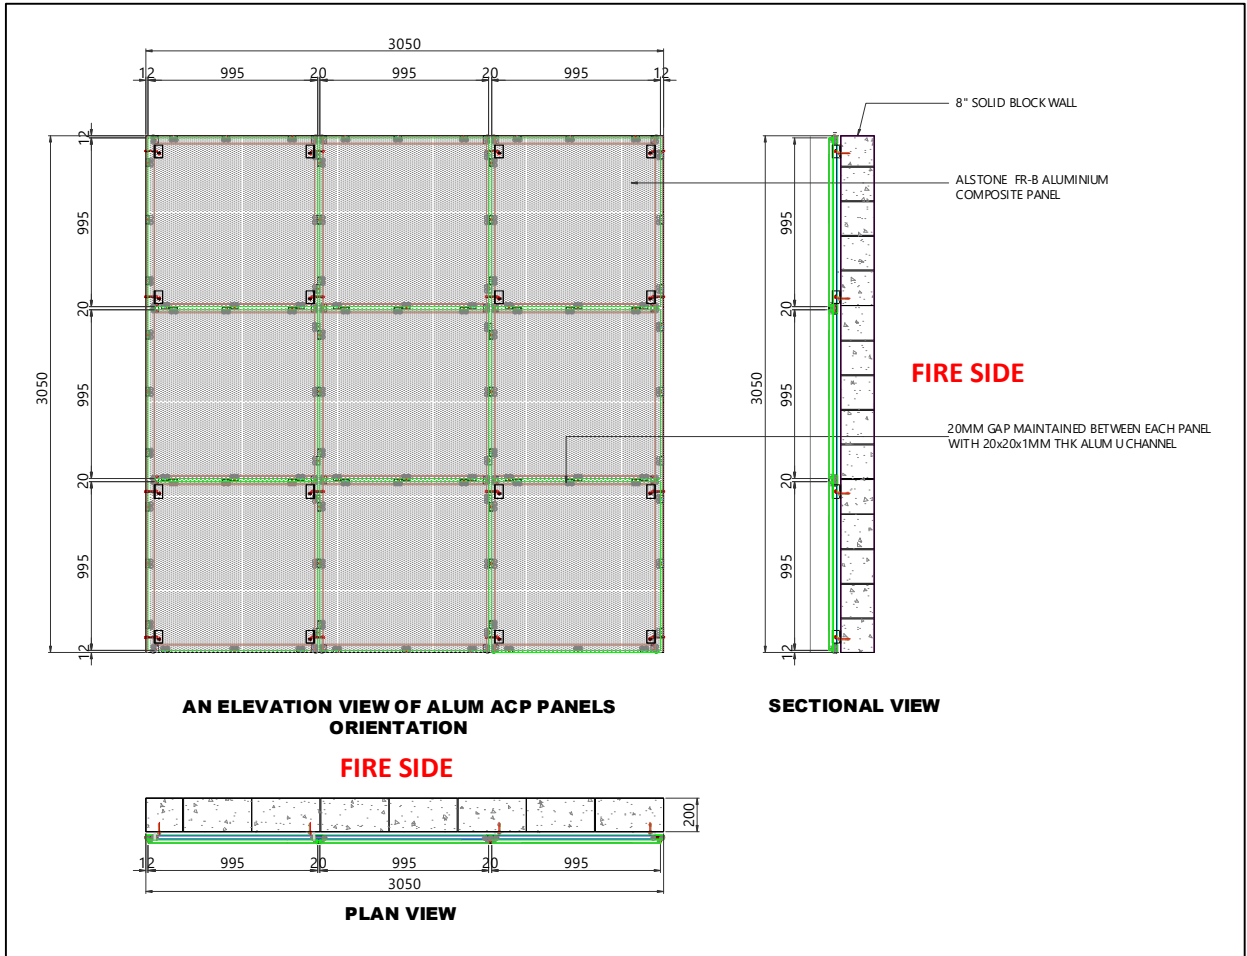 3050
12 995 20 995 20 995 12
8" SOLID BLOCK WALL
ALSTONE FR-B ALUMINIUM
COMPOSITE PANEL
12
995
20
995
20
995
12
3050
12
995
20
995
20
995
12
3050
FIRE SIDE
20MM GAP MAINTAINED BETWEEN EACH PANEL
WITH 20x20x1MM THK ALUM U CHANNEL
AN ELEVATION VIEW OF ALUM ACP PANELS
ORIENTATION
SECTIONAL VIEW
FIRE SIDE
200
12 995 20 995 20 995
3050
PLAN VIEW